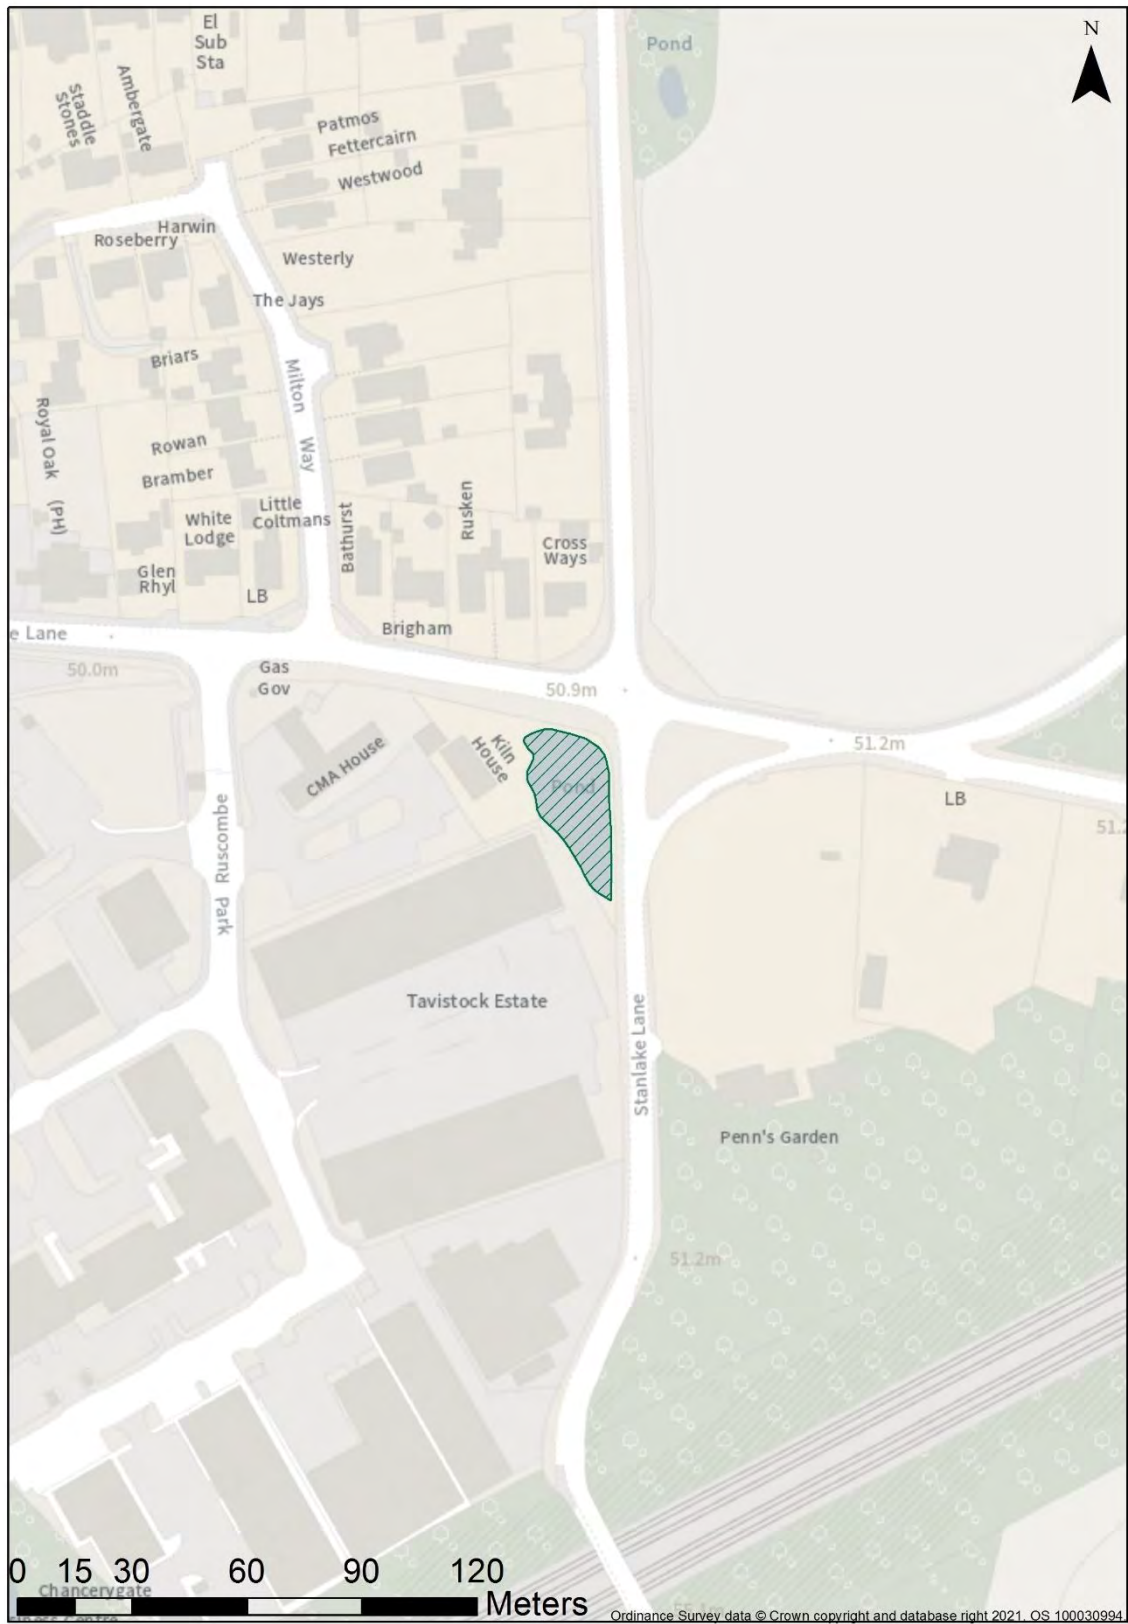 El
Sub
Sta
N
Pond
Staddle
Stones
Ambergate
Patmos
Fettercairn
Westwood
Harwin
Roseberry
Westerly
The Jays
Briars
Milton Way
Royal Oak (PH)
Rowan
Bramber
White
Lodge
Little
Coltmans
Bathurst
Rusken
Cross
Ways
Glen
Rhyl
LB
Brigham
e Lane
50.0m
Gas
Gov
50.9m
Kiln
House
CMA House
Pond
51.2m
LB
51.2
Ruscombe
Park
Tavistock Estate
Stanlake Lane
Penn's Garden
51.2m
0 15 30 60 90 120
Meters
Chancerygate
siness Centre
55.1m
Ordinance Survey data © Crown copyright and database right 2021. OS 100030994.